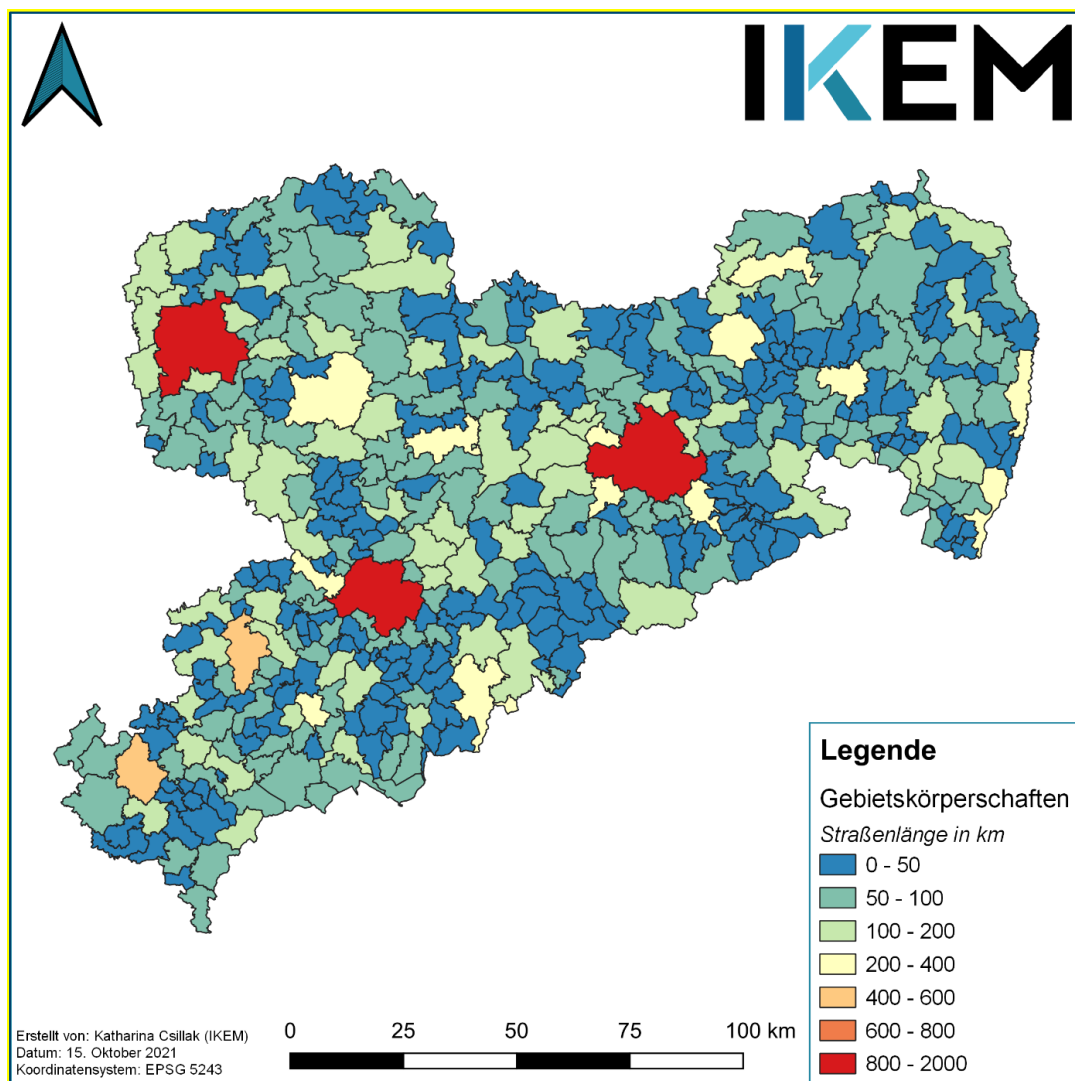 IKEM
Legende
Gebietskörperschaften
Straßenlänge in km
0 - 50
50 - 100
100 - 200
200 - 400
400 - 600
600 - 800
800 - 2000
Erstellt von: Katharina Csillak (IKEM)
Datum: 15. Oktober 2021
Koordinatensystem: EPSG 5243
0 25 50 75 100 km